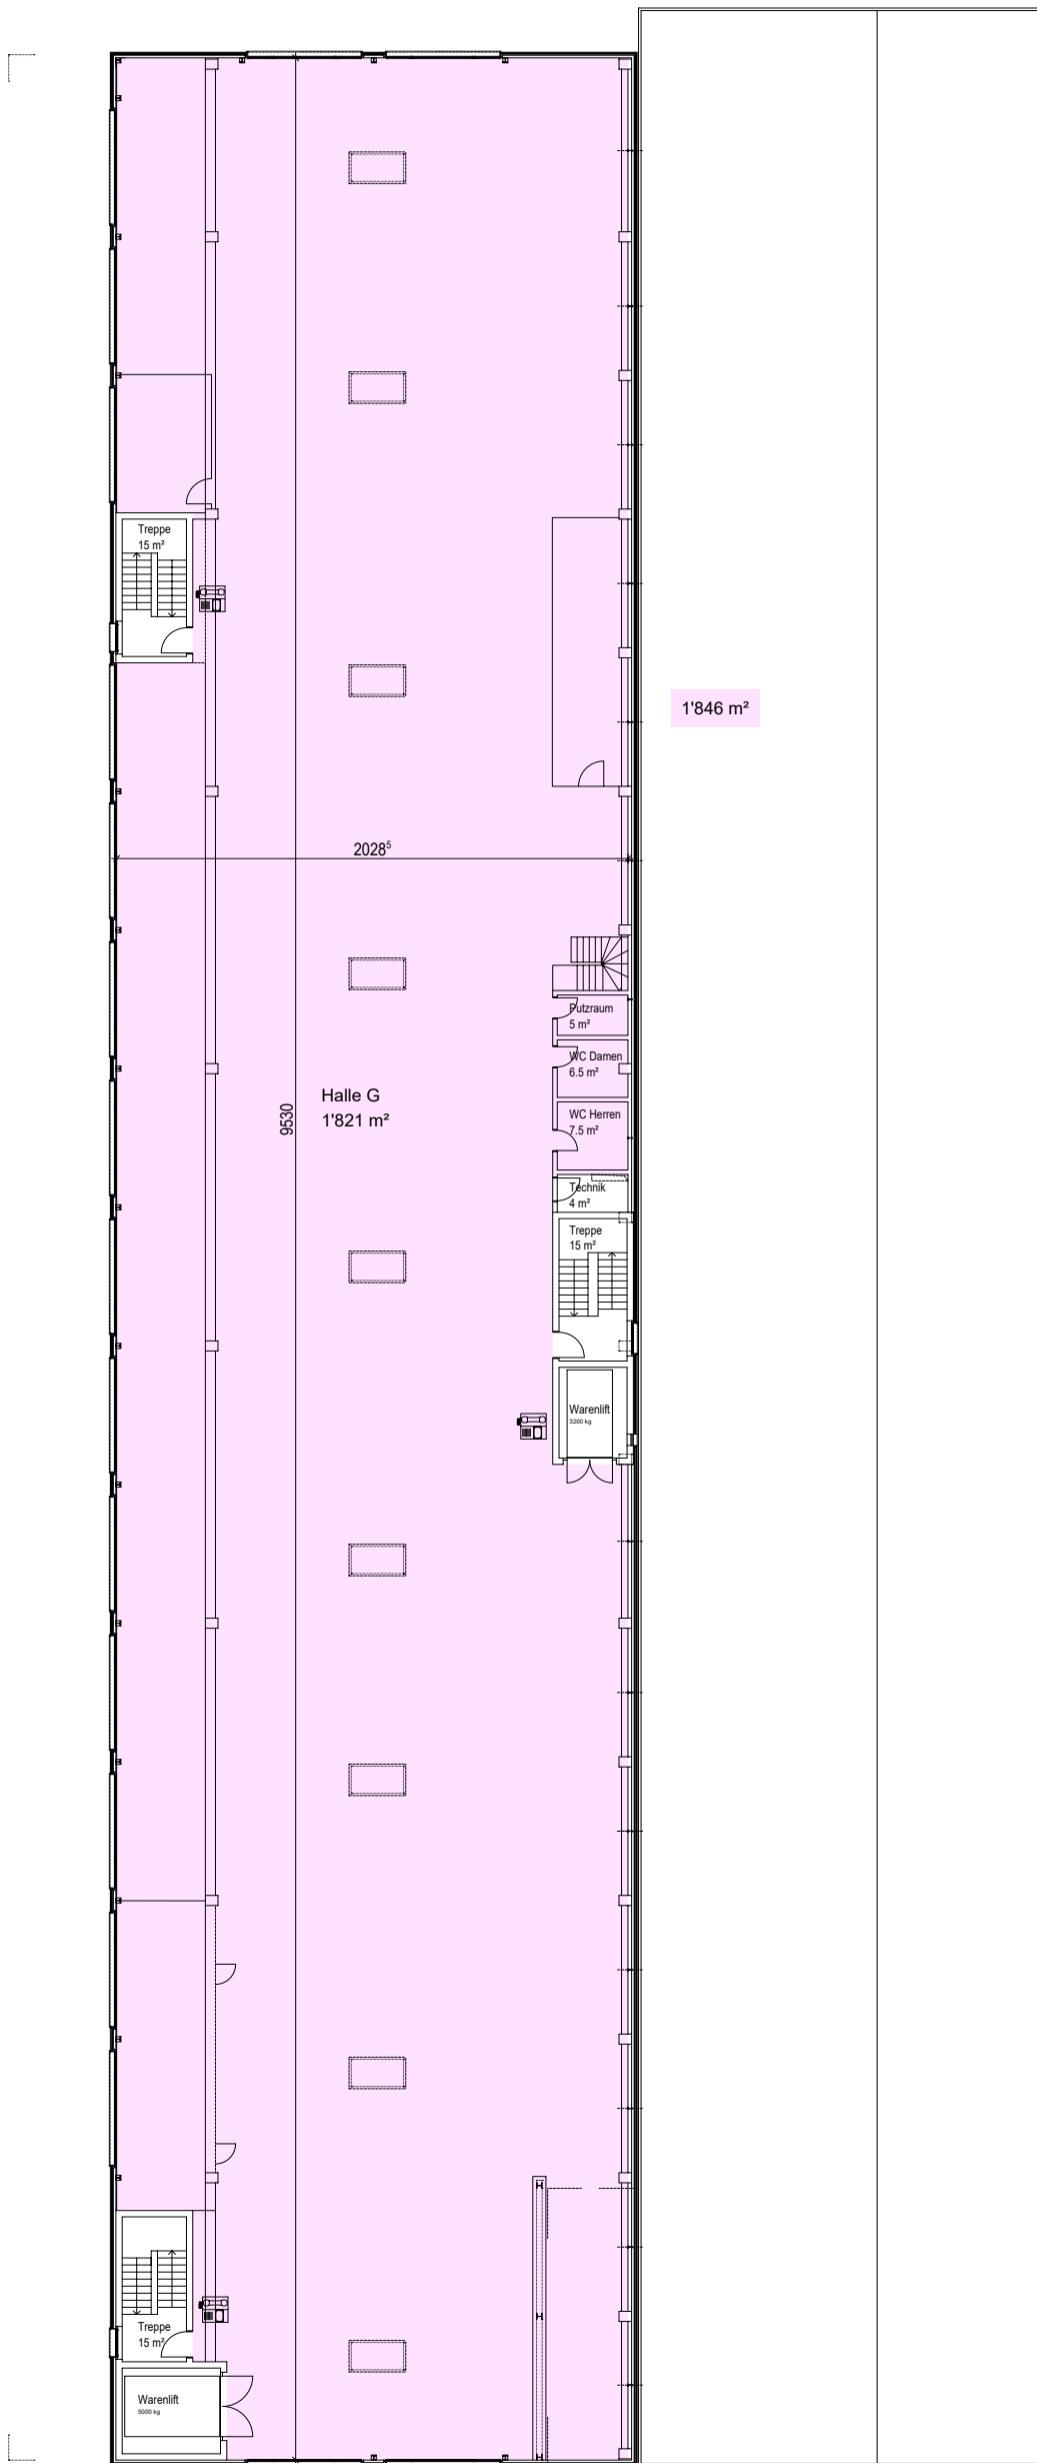 Treppe
15 m²
1'846 m²
2028⁵
Putzraum
5 m²
WC Damen
6.5 m²
Halle G
1'821 m²
9530
WC Herren
7.5 m²
Technik
4 m²
Treppe
15 m²
Warenlift
3200 kg
Treppe
15 m²
Warenlift
5000 kg